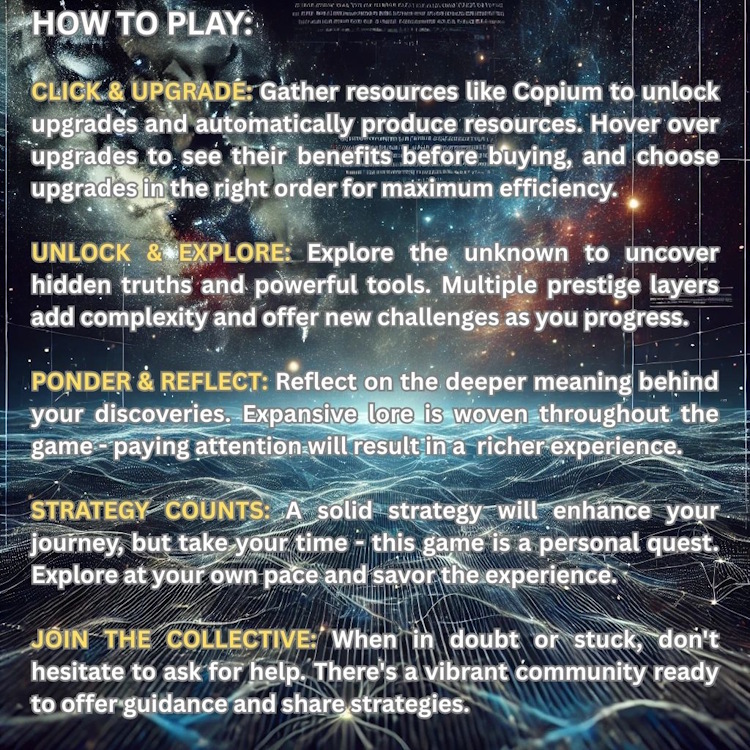 HOW TO PLAY:
CLICK & UPGRADE: Gather resources like Copium to unlock
upgrades and automatically produce resources. Hover over
upgrades to see their benefits before buying, and choose
upgrades in the right order for maximum efficiency.
UNLOCK & EXPLORE: Explore the unknown to uncover
hidden truths and powerful tools. Multiple prestige layers
add complexity and offer new challenges as you progress.
PONDER & REFLECT: Reflect on the deeper meaning behind
your discoveries. Expansive lore is woven throughout the
game - paying attention will result in a  richer experience.
STRATEGY COUNTS: A solid strategy will enhance your
journey, but take your time - this game is a personal quest.
Explore at your own pace and savor the experience.
JOIN THE COLLECTIVE: When in doubt or stuck, don't
hesitate to ask for help. There's a vibrant community ready
to offer guidance and share strategies.